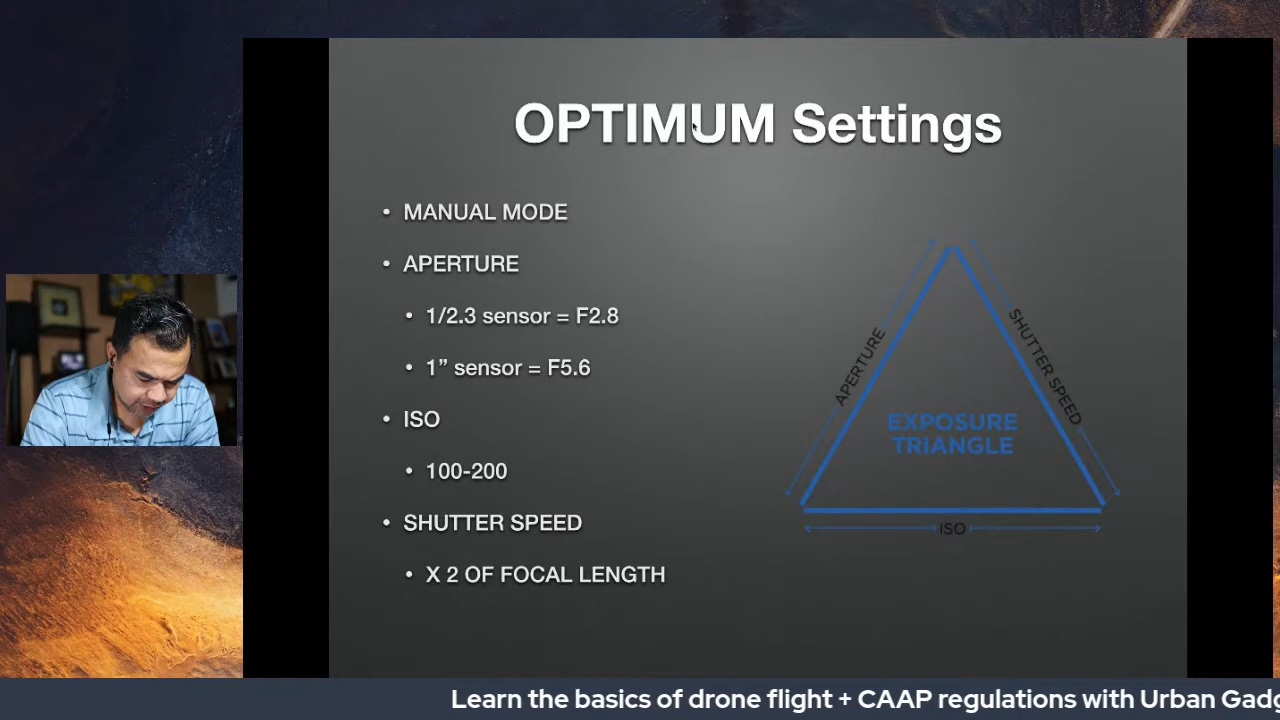 OPTIMUM Settings
• MANUAL MODE
• APERTURE
• 1/2.3 sensor = F2.8
• 1” sensor = F5.6
• ISO
• 100-200
• SHUTTER SPEED
• X 2 OF FOCAL LENGTH
APERTURE
SHUTTER SPEED
EXPOSURE
TRIANGLE
ISO
Learn the basics of drone flight + CAAP regulations with Urban Gadg